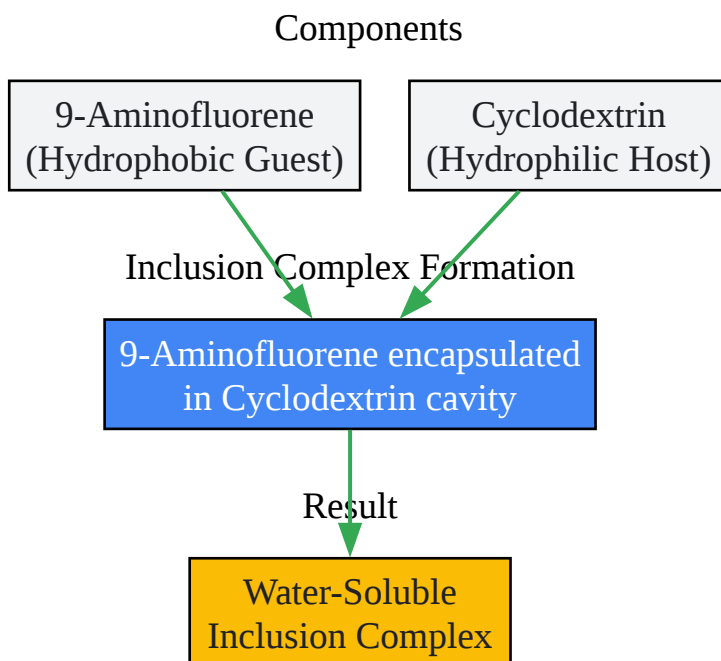 Components
9-Aminofluorene
(Hydrophobic Guest)
Cyclodextrin
(Hydrophilic Host)
Inclusion Complex Formation
9-Aminofluorene encapsulated
in Cyclodextrin cavity
Result
Water-Soluble
Inclusion Complex